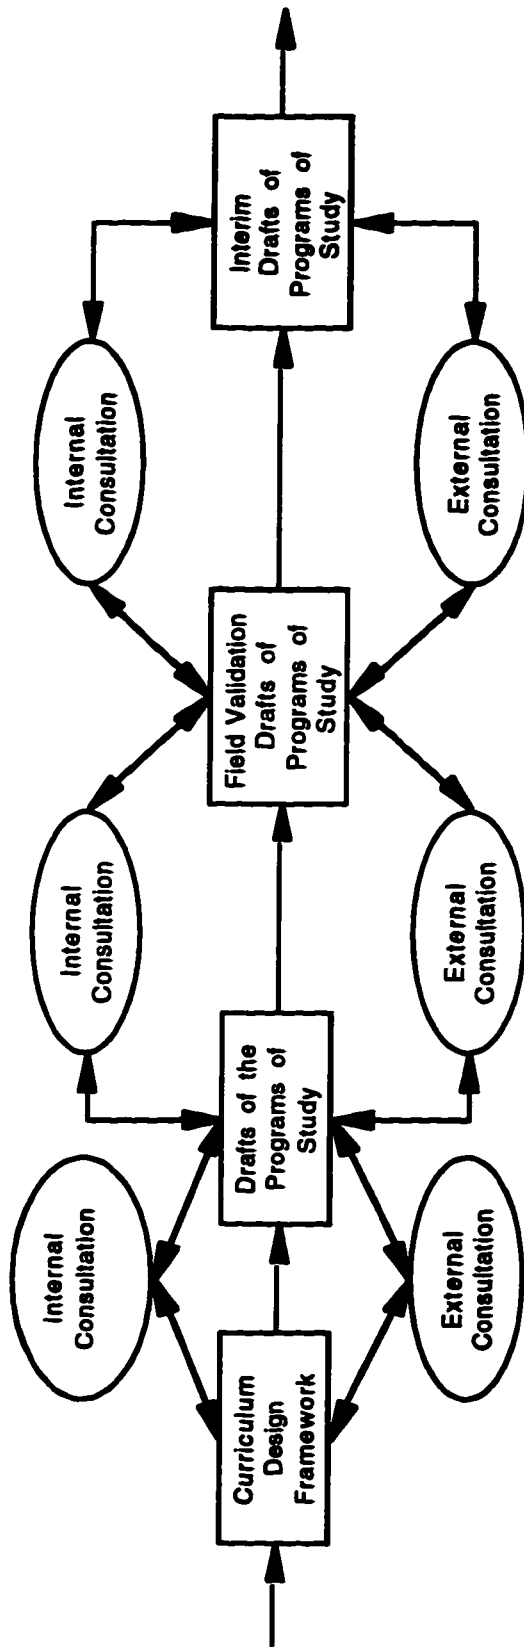 Internal
Consultation
Internal
Consultation
Internal
Consultation
Curriculum
Design
Framework
Drafts of the
Programs of
Study
Field Validation
Drafts of
Programs of
Study
Interim
Drafts of
Programs of
Study
External
Consultation
External
Consultation
External
Consultation